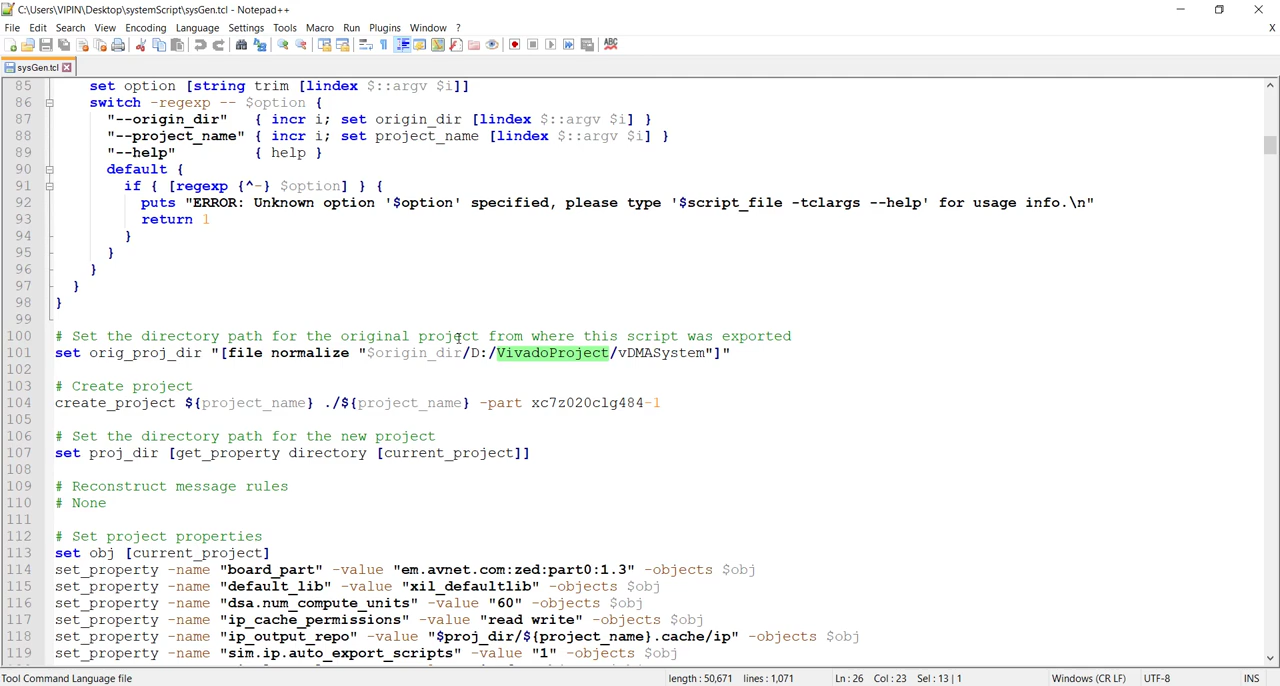 C:\Users\VIPIN\Desktop\systemScript\sysGen.tcl - Notepad++
File Edit Search View Encoding Language Settings Tools Macro Run Plugins Window ? X
sysGen.tcl
85 set option [string trim [lindex $::argv $i]]
86 switch -regexp -- $option {
87 "--origin_dir" { incr i; set origin_dir [lindex $::argv $i] }
88 "--project_name" { incr i; set project_name [lindex $::argv $i] }
89 "--help" { help }
90 default {
91 if { [regexp {^-} $option] } {
92 puts "ERROR: Unknown option '$option' specified, please type '$script_file -tclargs --help' for usage info.\n"
93 return 1
94 }
95 }
96 }
97 }
98 }
99
100 # Set the directory path for the original project from where this script was exported
101 set orig_proj_dir "[file normalize "$origin_dir/D:/VivadoProject/vDMASystem"]"
102
103 # Create project
104 create_project ${project_name} ./${project_name} -part xc7z020clg484-1
105
106 # Set the directory path for the new project
107 set proj_dir [get_property directory [current_project]]
108
109 # Reconstruct message rules
110 # None
111
112 # Set project properties
113 set obj [current_project]
114 set_property -name "board_part" -value "em.avnet.com:zed:part0:1.3" -objects $obj
115 set_property -name "default_lib" -value "xil_defaultlib" -objects $obj
116 set_property -name "dsa.num_compute_units" -value "60" -objects $obj
117 set_property -name "ip_cache_permissions" -value "read write" -objects $obj
118 set_property -name "ip_output_repo" -value "$proj_dir/${project_name}.cache/ip" -objects $obj
119 set_property -name "sim.ip.auto_export_scripts" -value "1" -objects $obj
Tool Command Language file length : 50,671 lines : 1,071 Ln : 26 Col : 23 Sel : 13 | 1 Windows (CR LF) UTF-8 INS